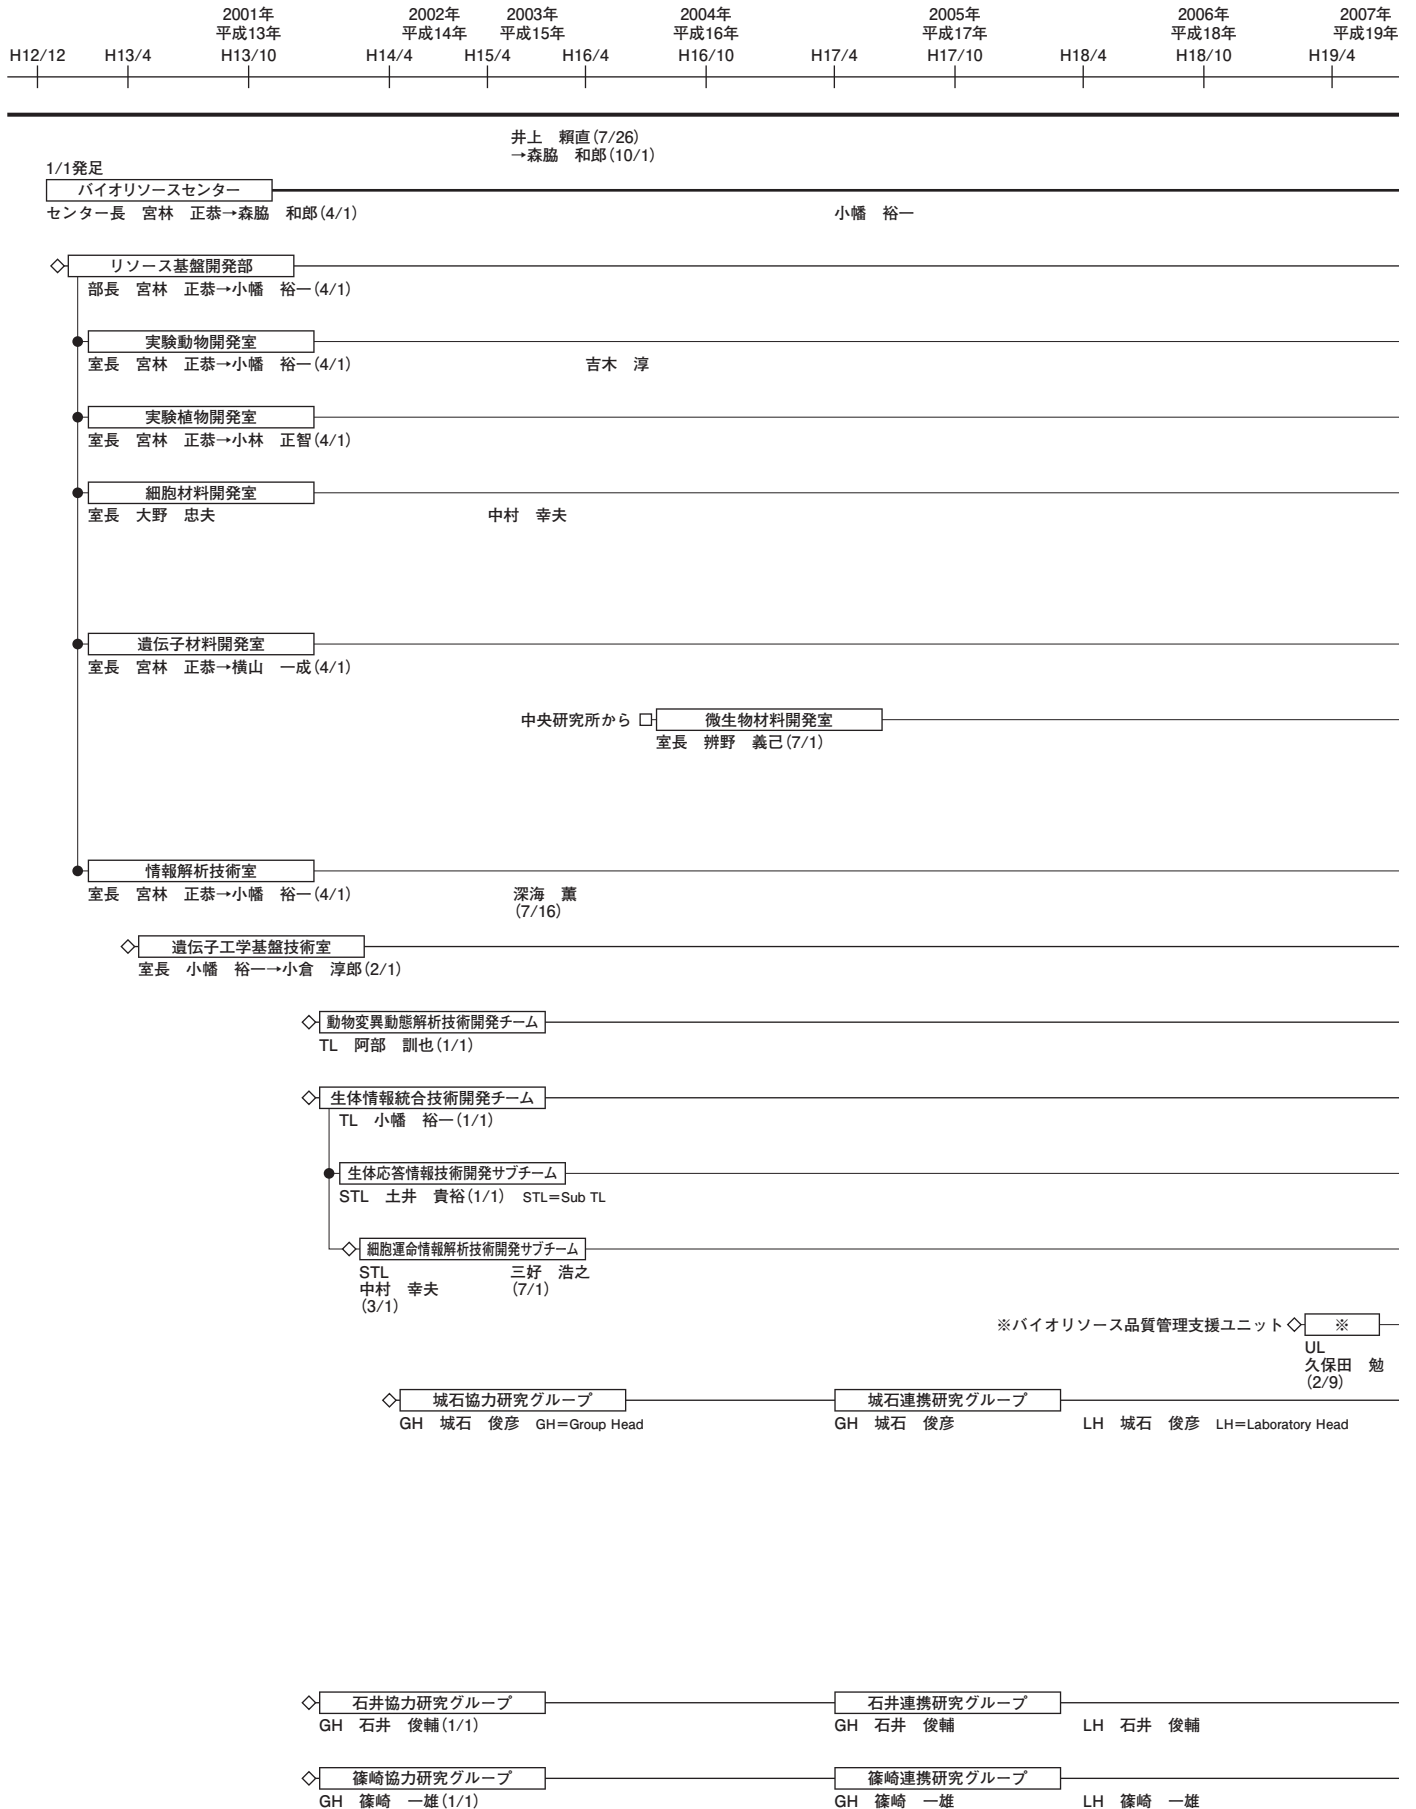 2001年 2002年 2003年 2004年 2005年 2006年 2007年
平成13年 平成14年 平成15年 平成16年 平成17年 平成18年 平成19年
H12/12 H13/4 H13/10 H14/4 H15/4 H16/4 H16/10 H17/4 H17/10 H18/4 H18/10 H19/4
井上 頼直(7/26)
→森脇 和郎(10/1)
1/1発足
バイオリソースセンター
センター長 宮林 正恭→森脇 和郎(4/1) 小幡 裕一
リソース基盤開発部
部長 宮林 正恭→小幡 裕一(4/1)
実験動物開発室
室長 宮林 正恭→小幡 裕一(4/1) 吉木 淳
実験植物開発室
室長 宮林 正恭→小林 正智(4/1)
細胞材料開発室
室長 大野 忠夫 中村 幸夫
遺伝子材料開発室
室長 宮林 正恭→横山 一成(4/1)
中央研究所から 微生物材料開発室
室長 辨野 義己(7/1)
情報解析技術室
室長 宮林 正恭→小幡 裕一(4/1) 深海 薫
(7/16)
遺伝子工学基盤技術室
室長 小幡 裕一→小倉 淳郎(2/1)
動物変異動態解析技術開発チーム
TL 阿部 訓也(1/1)
生体情報統合技術開発チーム
TL 小幡 裕一(1/1)
生体応答情報技術開発サブチーム
STL 土井 貴裕(1/1) STL=Sub TL
細胞運命情報解析技術開発サブチーム
STL 三好 浩之
中村 幸夫 (7/1)
(3/1)
※バイオリソース品質管理支援ユニット ※
UL
久保田 勉
(2/9)
城石協力研究グループ 城石連携研究グループ
GH 城石 俊彦 GH=Group Head GH 城石 俊彦 LH 城石 俊彦 LH=Laboratory Head
石井協力研究グループ 石井連携研究グループ
GH 石井 俊輔(1/1) GH 石井 俊輔 LH 石井 俊輔
篠崎協力研究グループ 篠崎連携研究グループ
GH 篠崎 一雄(1/1) GH 篠崎 一雄 LH 篠崎 一雄